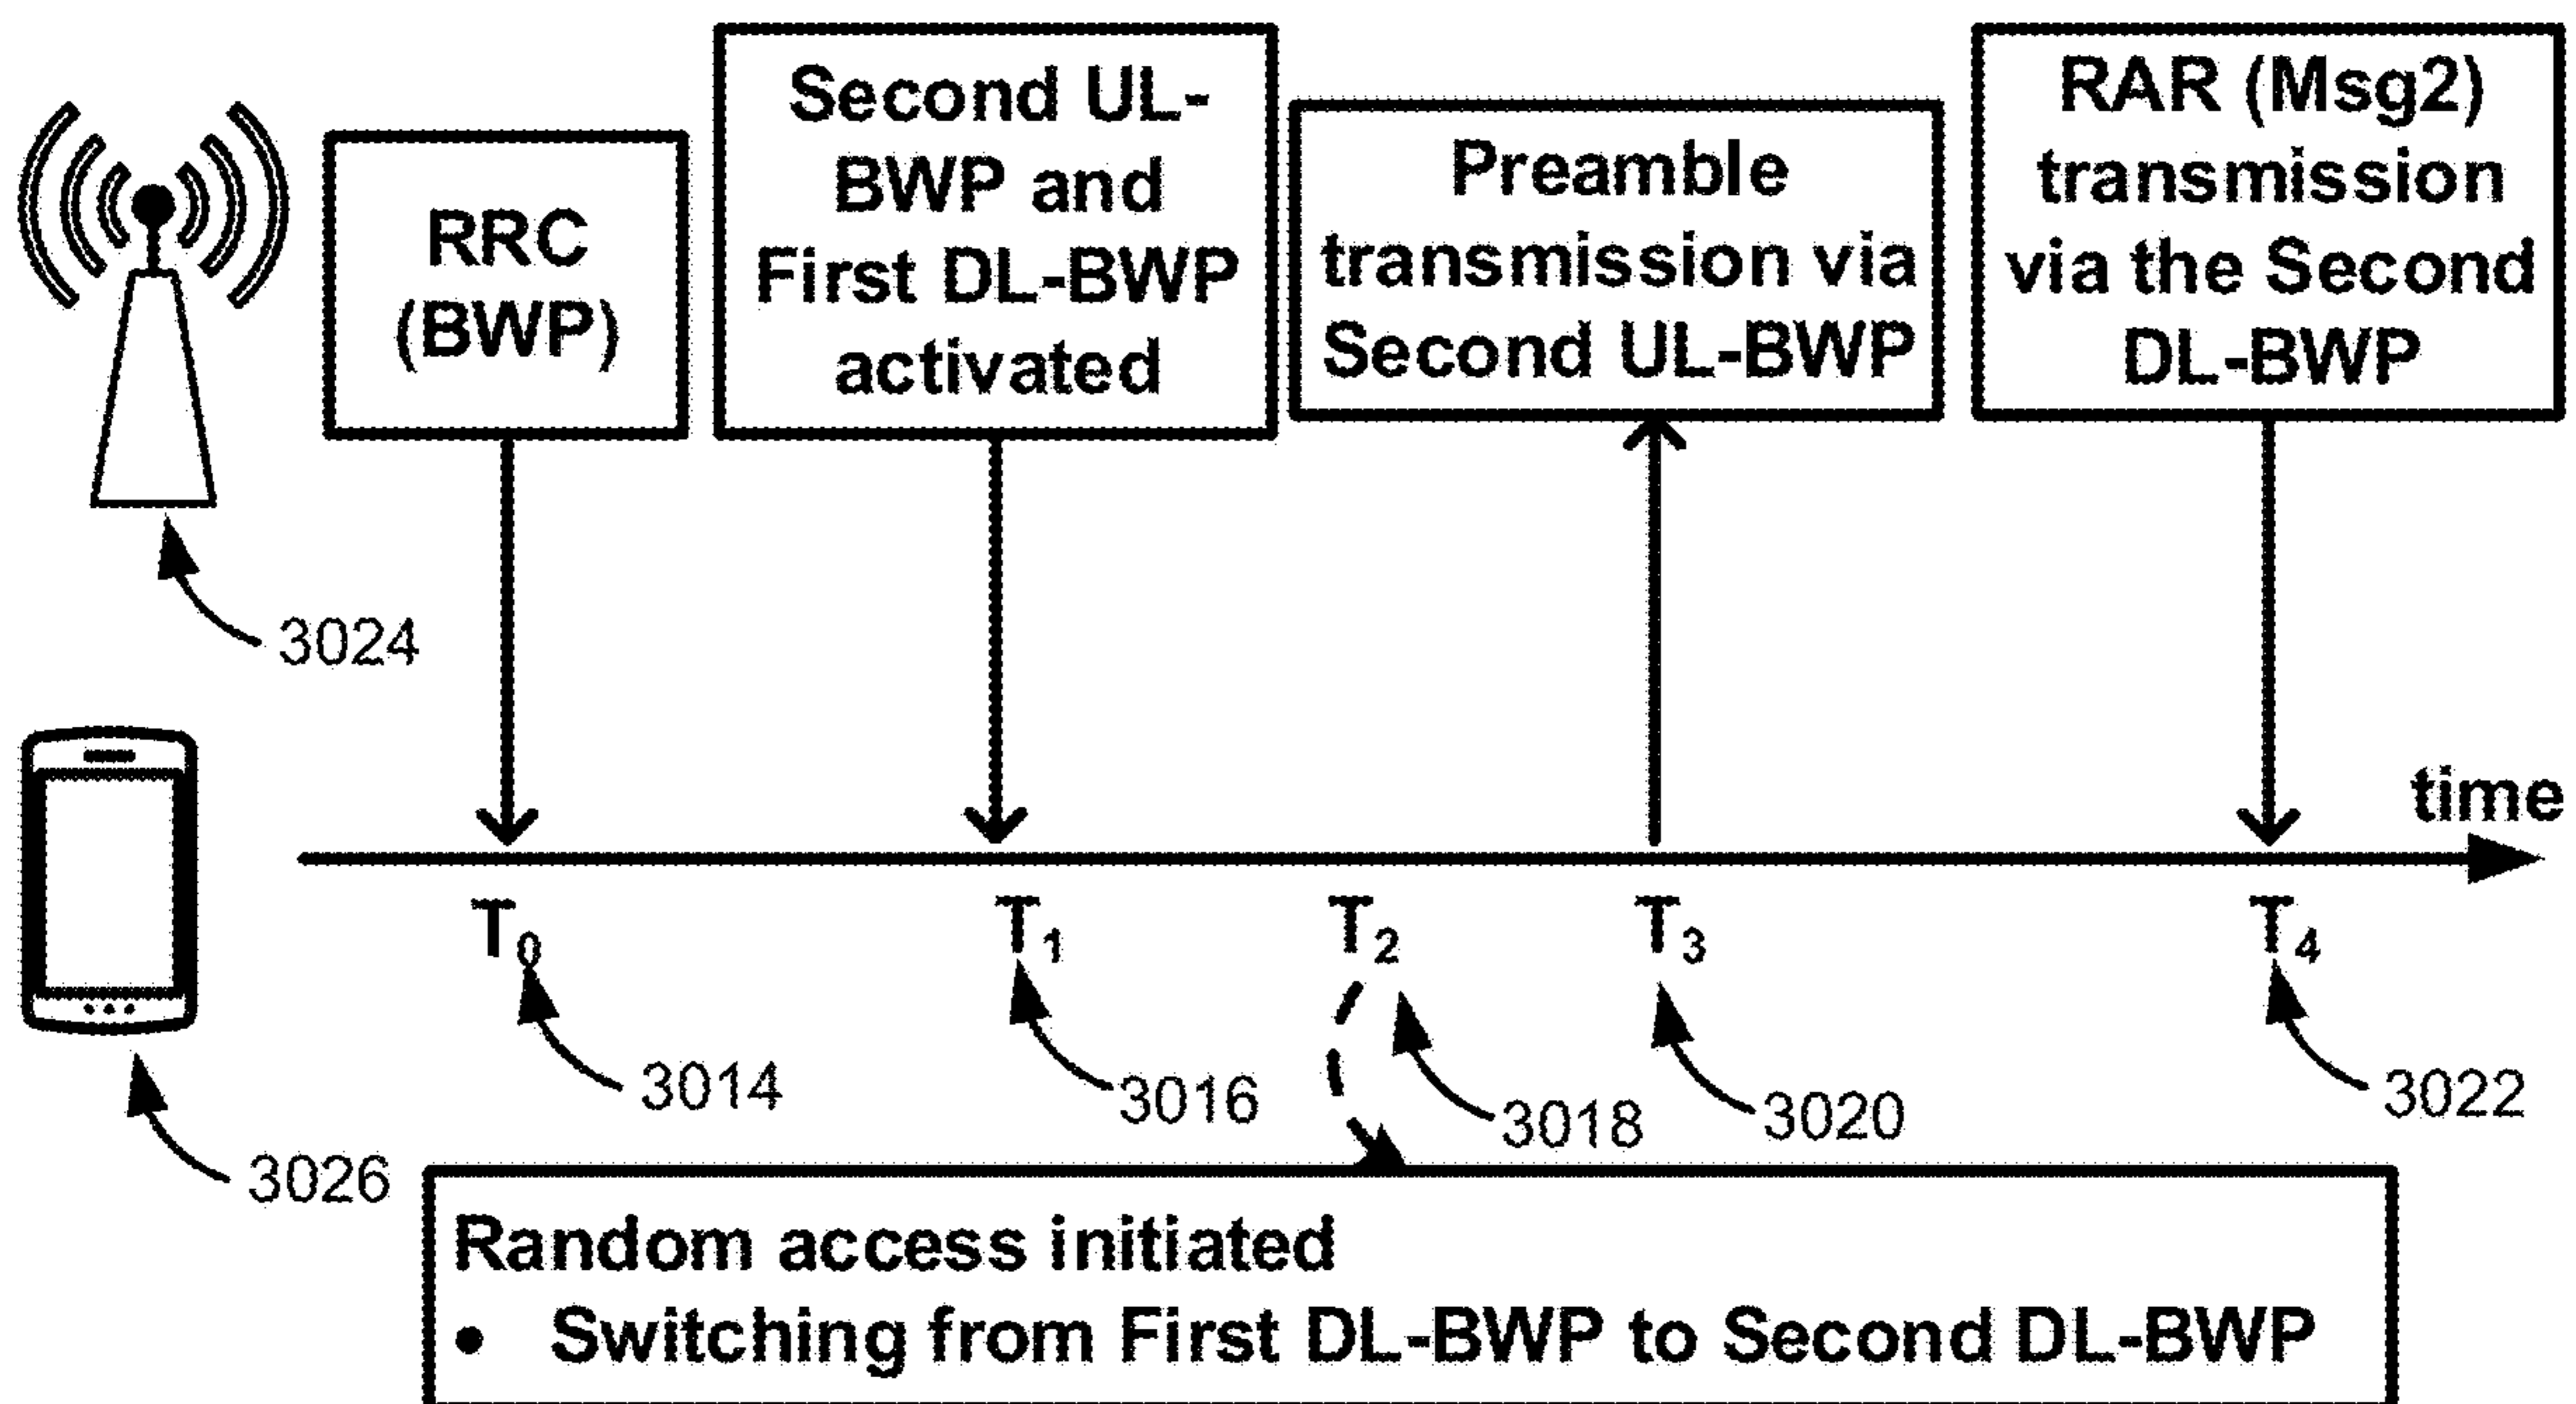 RRC
(BWP)
Second UL-
BWP and
First DL-BWP
activated
Preamble
transmission via
Second UL-BWP
RAR (Msg2)
transmission
via the Second
DL-BWP
3024
time
T0
T1
T2
T3
T4
3014
3016
3018
3020
3022
3026
Random access initiated
• Switching from First DL-BWP to Second DL-BWP